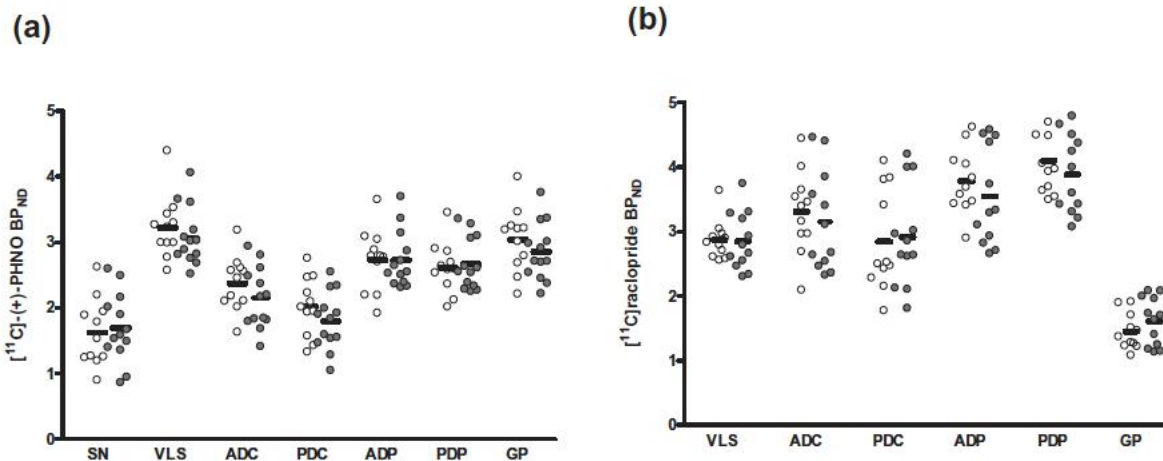 (a)
(b)
[¹¹C]-(+)-PHNO BP_ND
5
4
3
2
1
0
SN VLS ADC PDC ADP PDP GP
[¹¹C]raclopride BP_ND
5
4
3
2
1
0
VLS ADC PDC ADP PDP GP